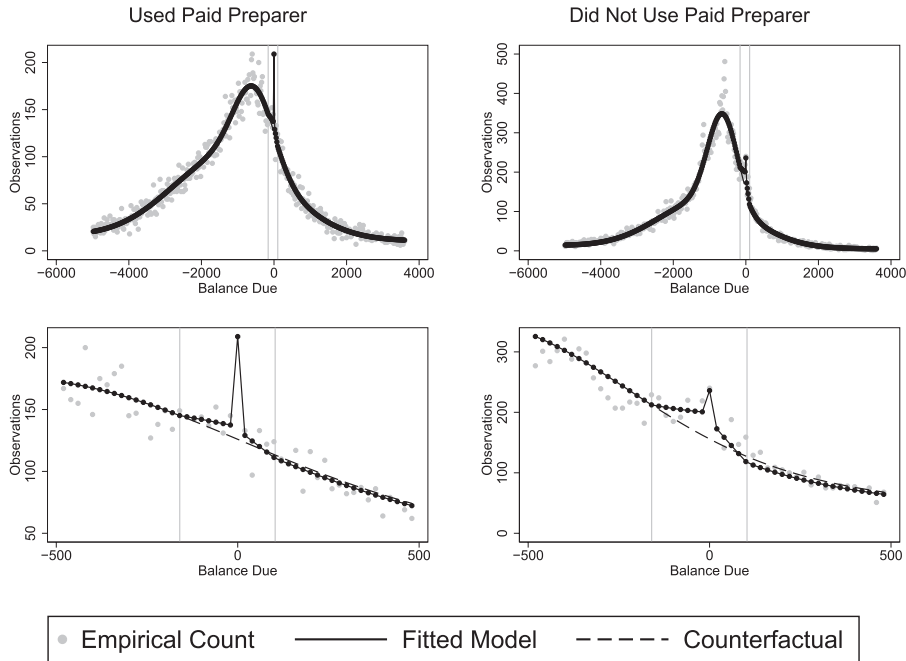 Used Paid Preparer
Did Not Use Paid Preparer
Observations
200
150
100
50
0
−6000 −4000 −2000 0 2000 4000
Balance Due
Observations
500
400
300
200
100
0
−6000 −4000 −2000 0 2000 4000
Balance Due
Observations
200
150
100
50
−500 0 500
Balance Due
Observations
300
200
100
0
−500 0 500
Balance Due
Empirical Count Fitted Model Counterfactual